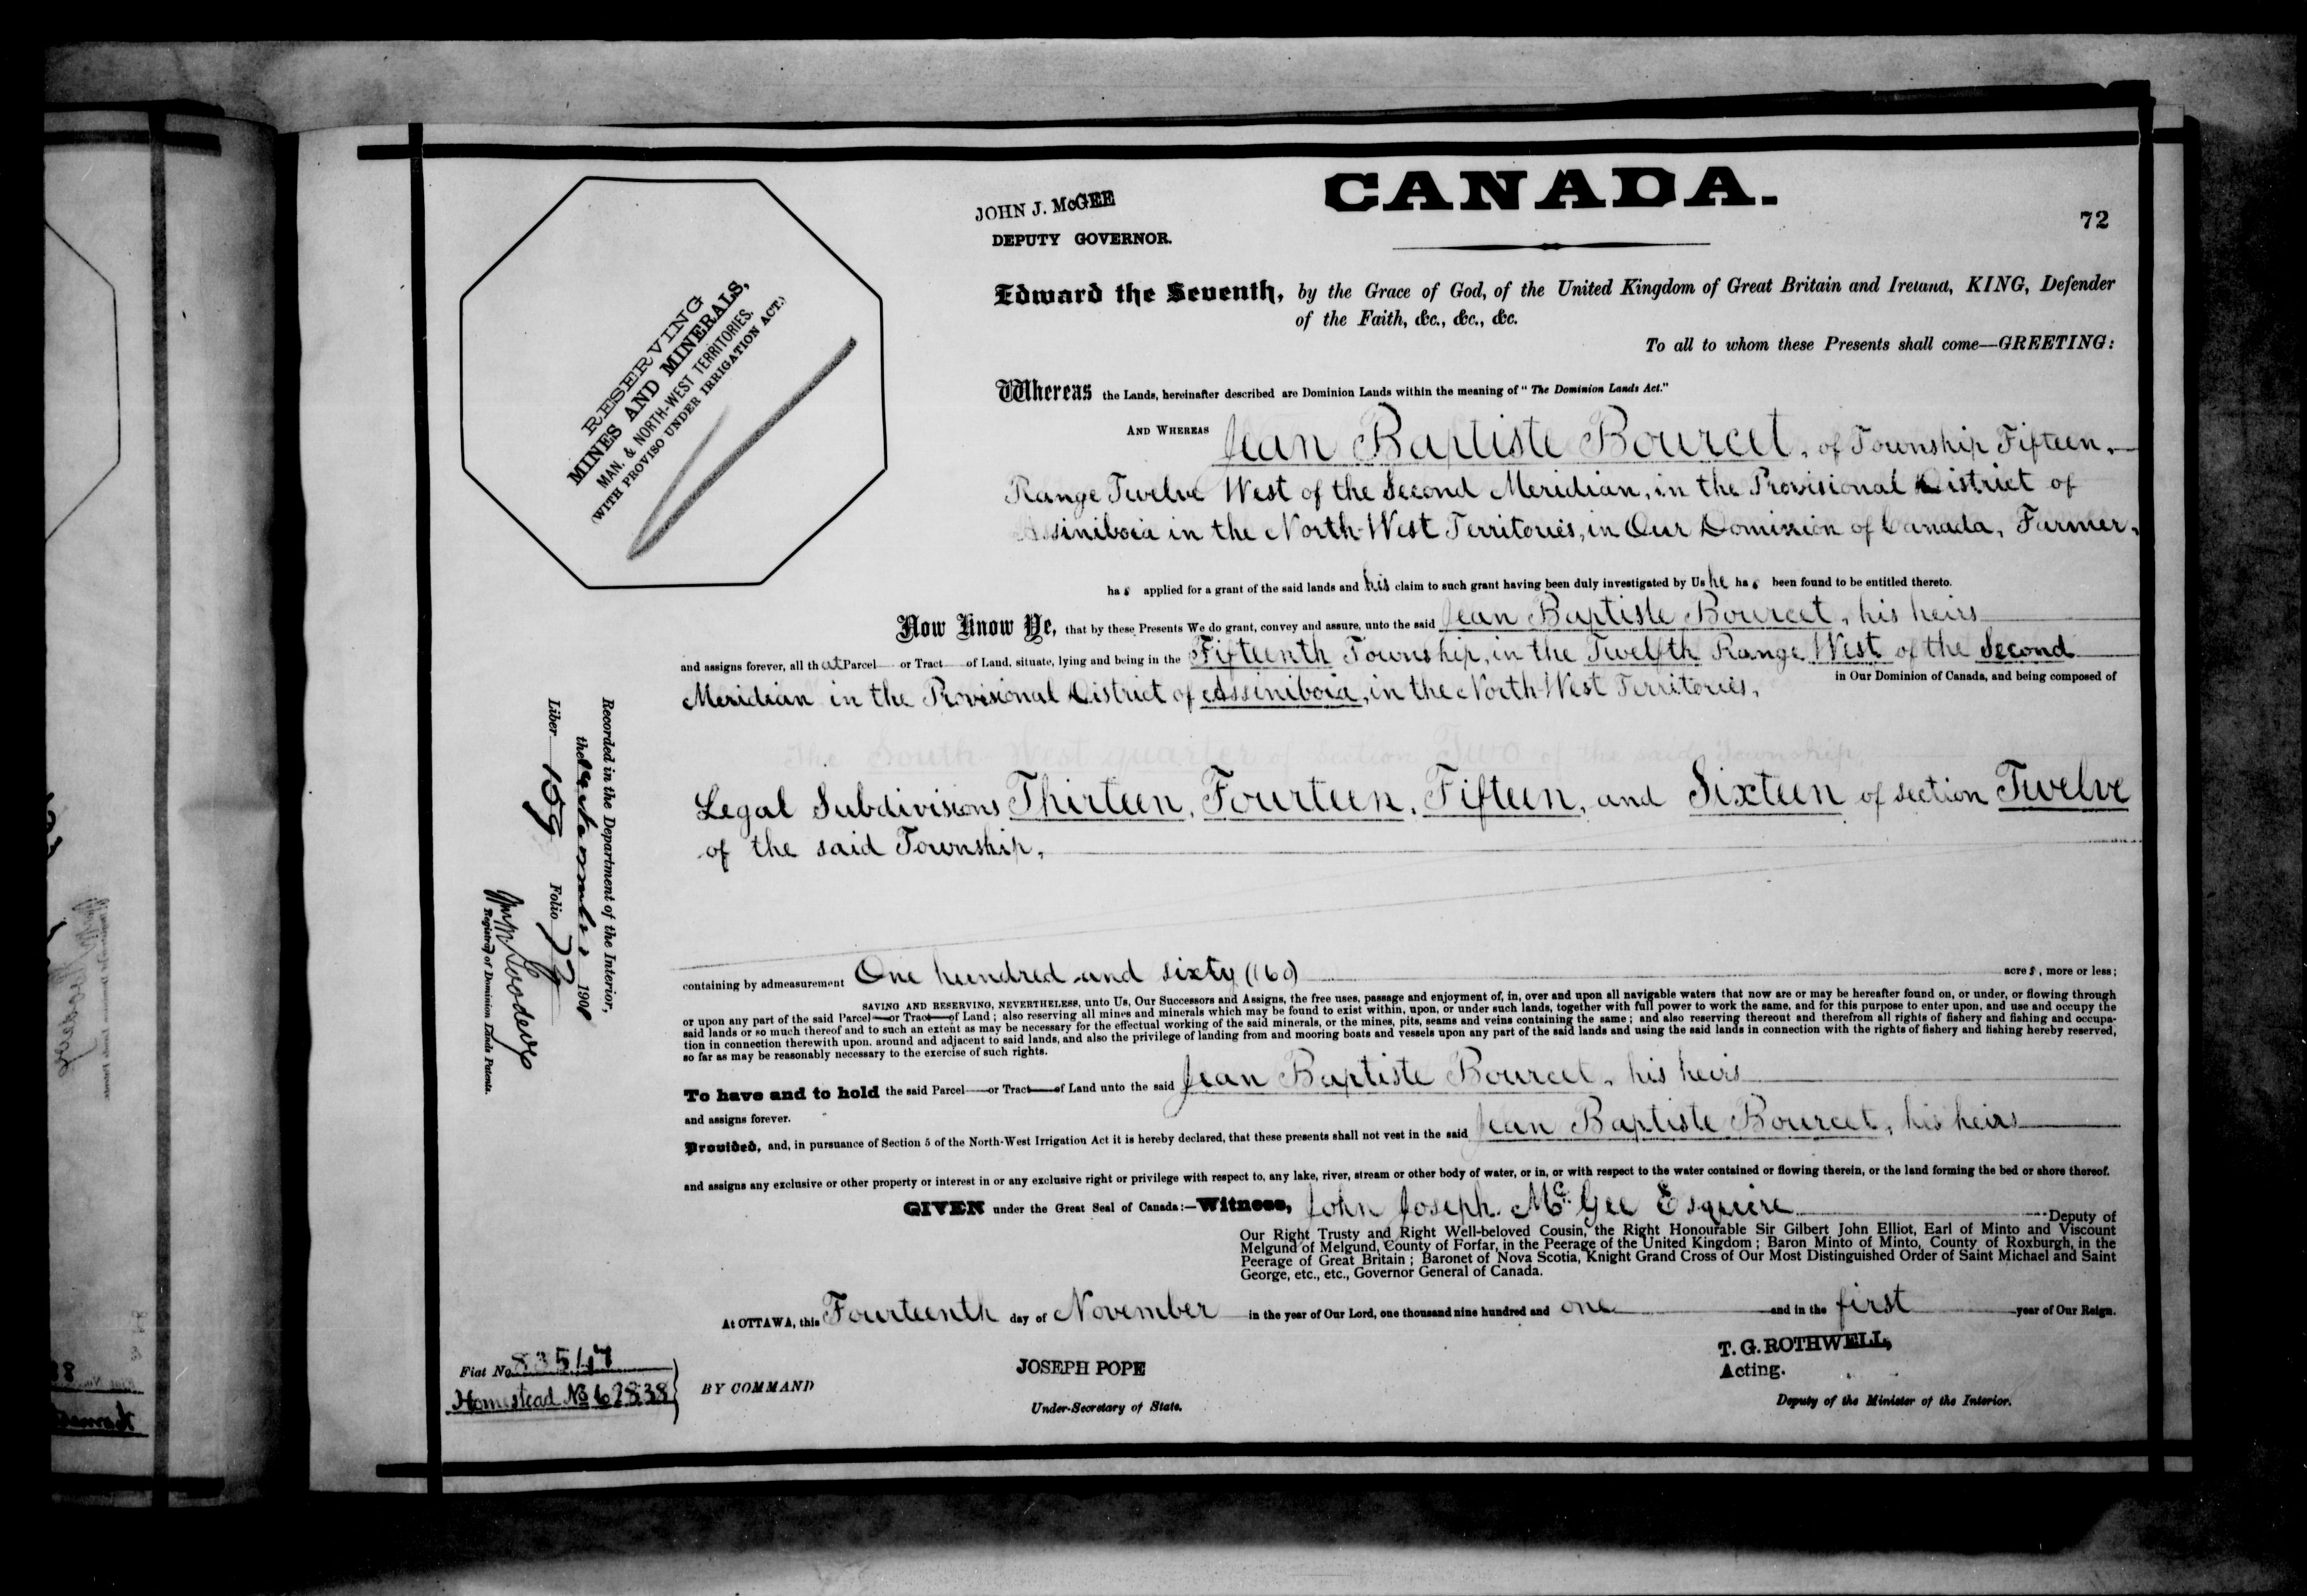 CANADA.
72
JOHN J. McGEE
DEPUTY GOVERNOR.
RESERVING
MINES AND MINERALS,
MAN. & NORTH-WEST TERRITORIES.
(WITH PROVISO UNDER IRRIGATION ACT.)
Edward the Seventh, by the Grace of God, of the United Kingdom of Great Britain and Ireland, KING, Defender
of the Faith, &c., &c., &c.
To all to whom these Presents shall come—GREETING:
Whereas the Lands, hereinafter described are Dominion Lands within the meaning of "The Dominion Lands Act."
AND WHEREAS Jean Baptiste Bourcet, of Township Fifteen,
Range Twelve West of the Second Meridian, in the Provisional District of
Assiniboia in the North-West Territories, in Our Dominion of Canada, Farmer,
has applied for a grant of the said lands and his claim to such grant having been duly investigated by Us he has been found to be entitled thereto.
Now Know Ye, that by these Presents We do grant, convey and assure, unto the said Jean Baptiste Bourcet, his heirs
and assigns forever, all that Parcel or Tract of Land, situate, lying and being in the Fifteenth Township, in the Twelfth Range West of the Second
Meridian in the Provisional District of Assiniboia, in the North-West Territories, in Our Dominion of Canada, and being composed of
The South West quarter of Section Two of the said Township,
Legal Subdivisions Thirteen, Fourteen, Fifteen, and Sixteen of section Twelve
of the said Township,
containing by admeasurement One hundred and sixty (160) acres, more or less;
SAVING AND RESERVING, NEVERTHELESS, unto Us, Our Successors and Assigns, the free uses, passage and enjoyment of, in, over and upon all navigable waters that now are or may be hereafter found on, or under, or flowing through
or upon any part of the said Parcel or Tract of Land; also reserving all mines and minerals which may be found to exist within, upon, or under such lands, together with full power to work the same, and for this purpose to enter upon, and use and occupy the
said lands or so much thereof and to such an extent as may be necessary for the effectual working of the said minerals, or the mines, pits, seams and veins containing the same; and also reserving thereout and therefrom all rights of fishery and fishing and occupa-
tion in connection therewith upon, around and adjacent to said lands, and also the privilege of landing from and mooring boats and vessels upon any part of the said lands and using the said lands in connection with the rights of fishery and fishing hereby reserved,
so far as may be reasonably necessary to the exercise of such rights.
To have and to hold the said Parcel or Tract of Land unto the said Jean Baptiste Bourcet, his heirs
and assigns forever.
Provided, and, in pursuance of Section 5 of the North-West Irrigation Act it is hereby declared, that these presents shall not vest in the said Jean Baptiste Bourcet, his heirs
and assigns any exclusive or other property or interest in or any exclusive right or privilege with respect to, any lake, river, stream or other body of water, or in, or with respect to the water contained or flowing therein, or the land forming the bed or shore thereof.
GIVEN under the Great Seal of Canada:—Witness, John Joseph McGee Esquire Deputy of
Our Right Trusty and Right Well-beloved Cousin, the Right Honourable Sir Gilbert John Elliot, Earl of Minto and Viscount
Melgund of Melgund, County of Forfar, in the Peerage of the United Kingdom; Baron Minto of Minto, County of Roxburgh, in the
Peerage of Great Britain; Baronet of Nova Scotia, Knight Grand Cross of Our Most Distinguished Order of Saint Michael and Saint
George, etc., etc., Governor General of Canada.
At OTTAWA, this Fourteenth day of November in the year of Our Lord, one thousand nine hundred and one and in the first year of Our Reign.
Fiat No. 83547
Homestead No 62838
BY COMMAND
JOSEPH POPE
Under-Secretary of State.
T. G. ROTHWELL,
Acting.
Deputy of the Minister of the Interior.
Recorded in the Department of the Interior,
the 190
Liber 159 Folio 72
Registrar of Dominion Lands Patents.